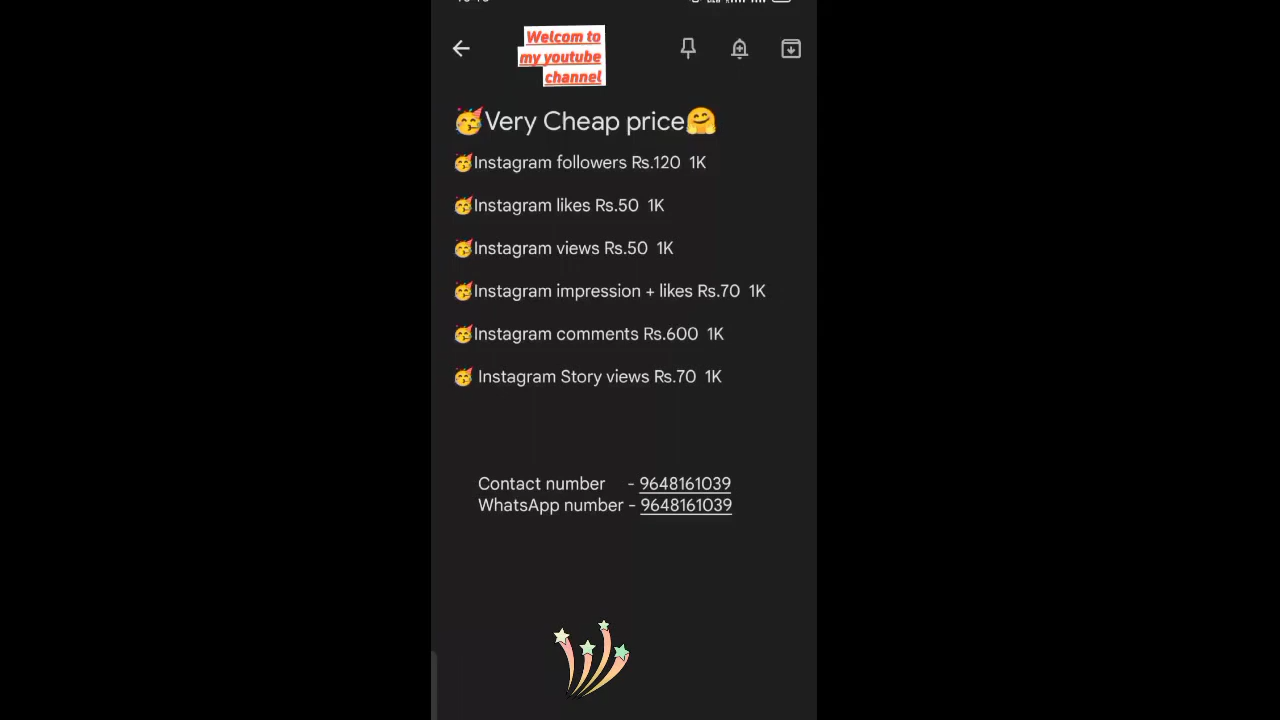 Welcom to
my youtube
channel
🥳Very Cheap price🤗
🥳Instagram followers Rs.120 1K
🥳Instagram likes Rs.50 1K
🥳Instagram views Rs.50 1K
🥳Instagram impression + likes Rs.70 1K
🥳Instagram comments Rs.600 1K
🥳 Instagram Story views Rs.70 1K
Contact number - 9648161039
WhatsApp number - 9648161039